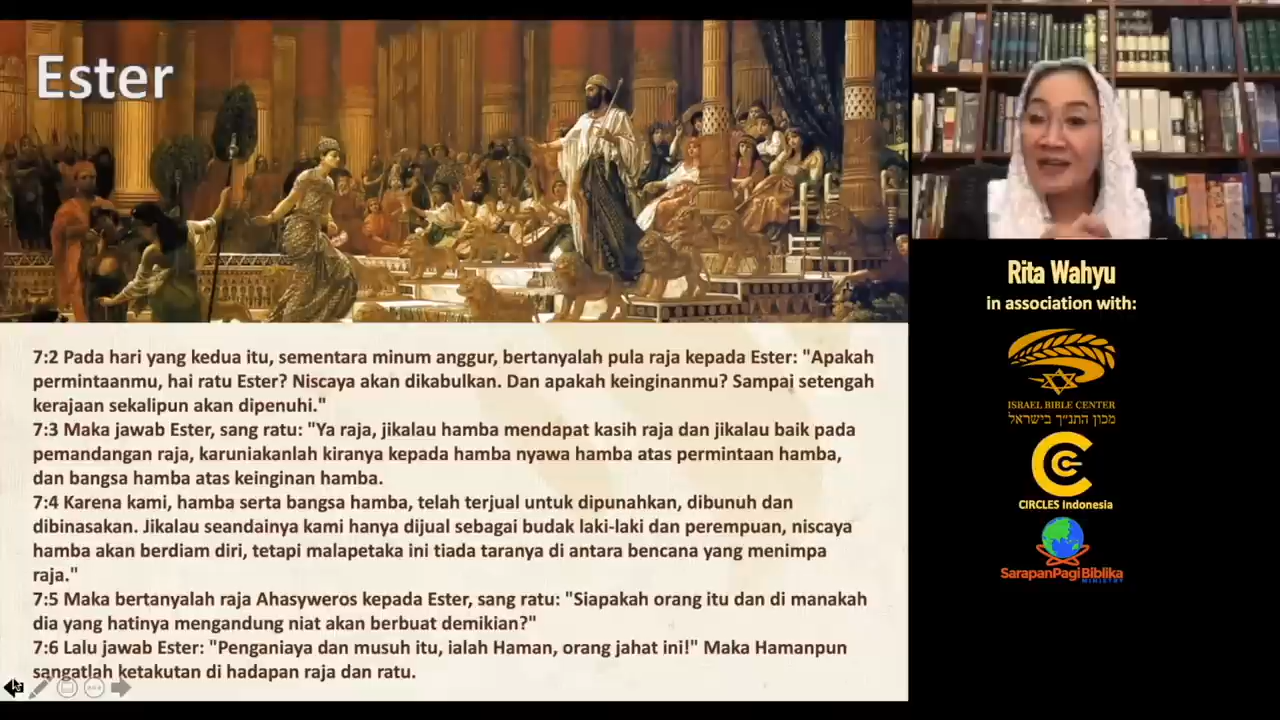 Ester
7:2 Pada hari yang kedua itu, sementara minum anggur, bertanyalah pula raja kepada Ester: "Apakah
permintaanmu, hai ratu Ester? Niscaya akan dikabulkan. Dan apakah keinginanmu? Sampai setengah
kerajaan sekalipun akan dipenuhi."
7:3 Maka jawab Ester, sang ratu: "Ya raja, jikalau hamba mendapat kasih raja dan jikalau baik pada
pemandangan raja, karuniakanlah kiranya kepada hamba nyawa hamba atas permintaan hamba,
dan bangsa hamba atas keinginan hamba.
7:4 Karena kami, hamba serta bangsa hamba, telah terjual untuk dipunahkan, dibunuh dan
dibinasakan. Jikalau seandainya kami hanya dijual sebagai budak laki-laki dan perempuan, niscaya
hamba akan berdiam diri, tetapi malapetaka ini tiada taranya di antara bencana yang menimpa
raja."
7:5 Maka bertanyalah raja Ahasyweros kepada Ester, sang ratu: "Siapakah orang itu dan di manakah
dia yang hatinya mengandung niat akan berbuat demikian?"
7:6 Lalu jawab Ester: "Penganiaya dan musuh itu, ialah Haman, orang jahat ini!" Maka Hamanpun
sangatlah ketakutan di hadapan raja dan ratu.
Rita Wahyu
in association with:
ISRAEL BIBLE CENTER
מכון התנ״ך בישראל
CIRCLES Indonesia
SarapanPagiBiblika
MINISTRY